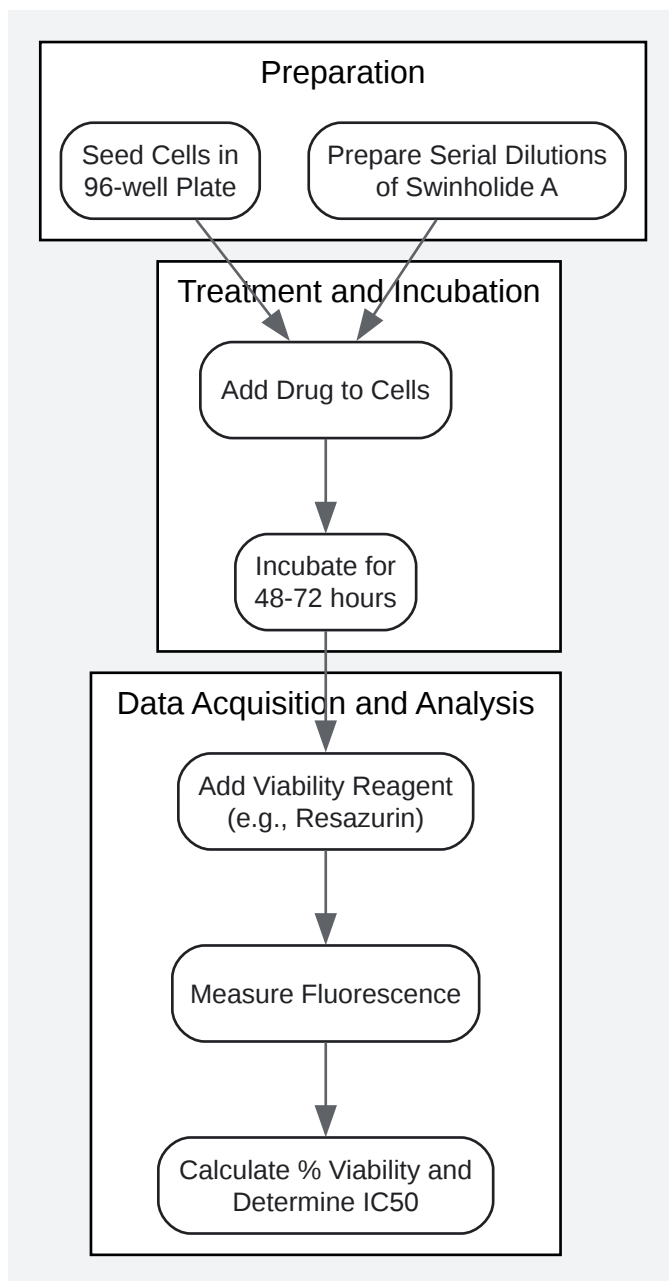 Preparation
Seed Cells in
96-well Plate
Prepare Serial Dilutions
of Swinholide A
Treatment and Incubation
Add Drug to Cells
Incubate for
48-72 hours
Data Acquisition and Analysis
Add Viability Reagent
(e.g., Resazurin)
Measure Fluorescence
Calculate % Viability and
Determine IC50